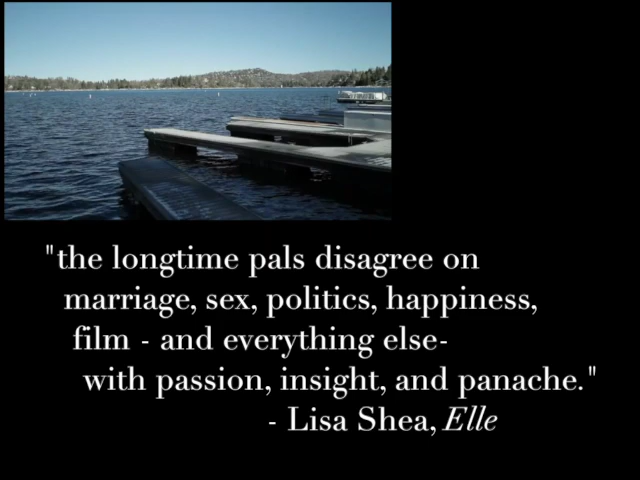 "the longtime pals disagree on
marriage, sex, politics, happiness,
film - and everything else-
with passion, insight, and panache."
- Lisa Shea, Elle